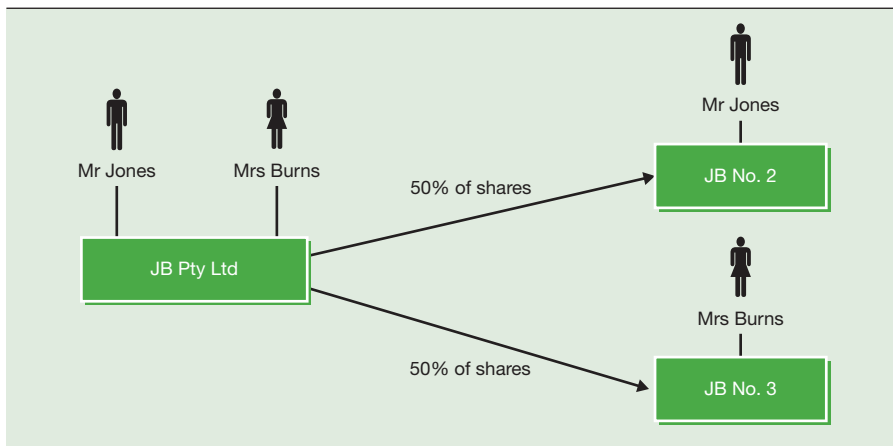 Mr Jones
Mr Jones Mrs Burns
50% of shares
JB No. 2
JB Pty Ltd
Mrs Burns
50% of shares
JB No. 3